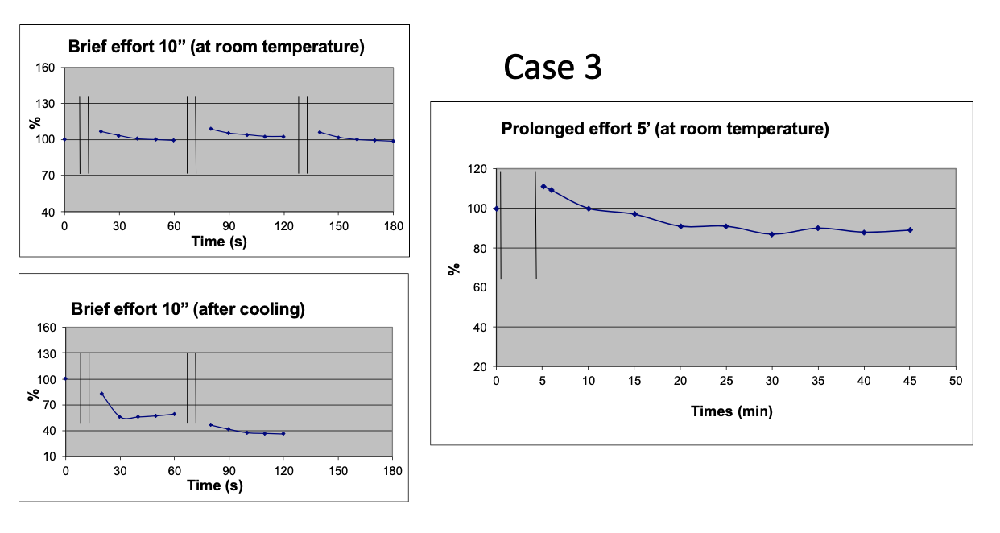 Case 3
Brief effort 10” (at room temperature)
160
130
100
70
40
%
0 30 60 90 120 150 180
Time (s)
Brief effort 10” (after cooling)
160
130
100
70
40
10
%
0 30 60 90 120 150 180
Time (s)
Prolonged effort 5’ (at room temperature)
120
100
80
60
40
20
%
0 5 10 15 20 25 30 35 40 45 50
Times (min)